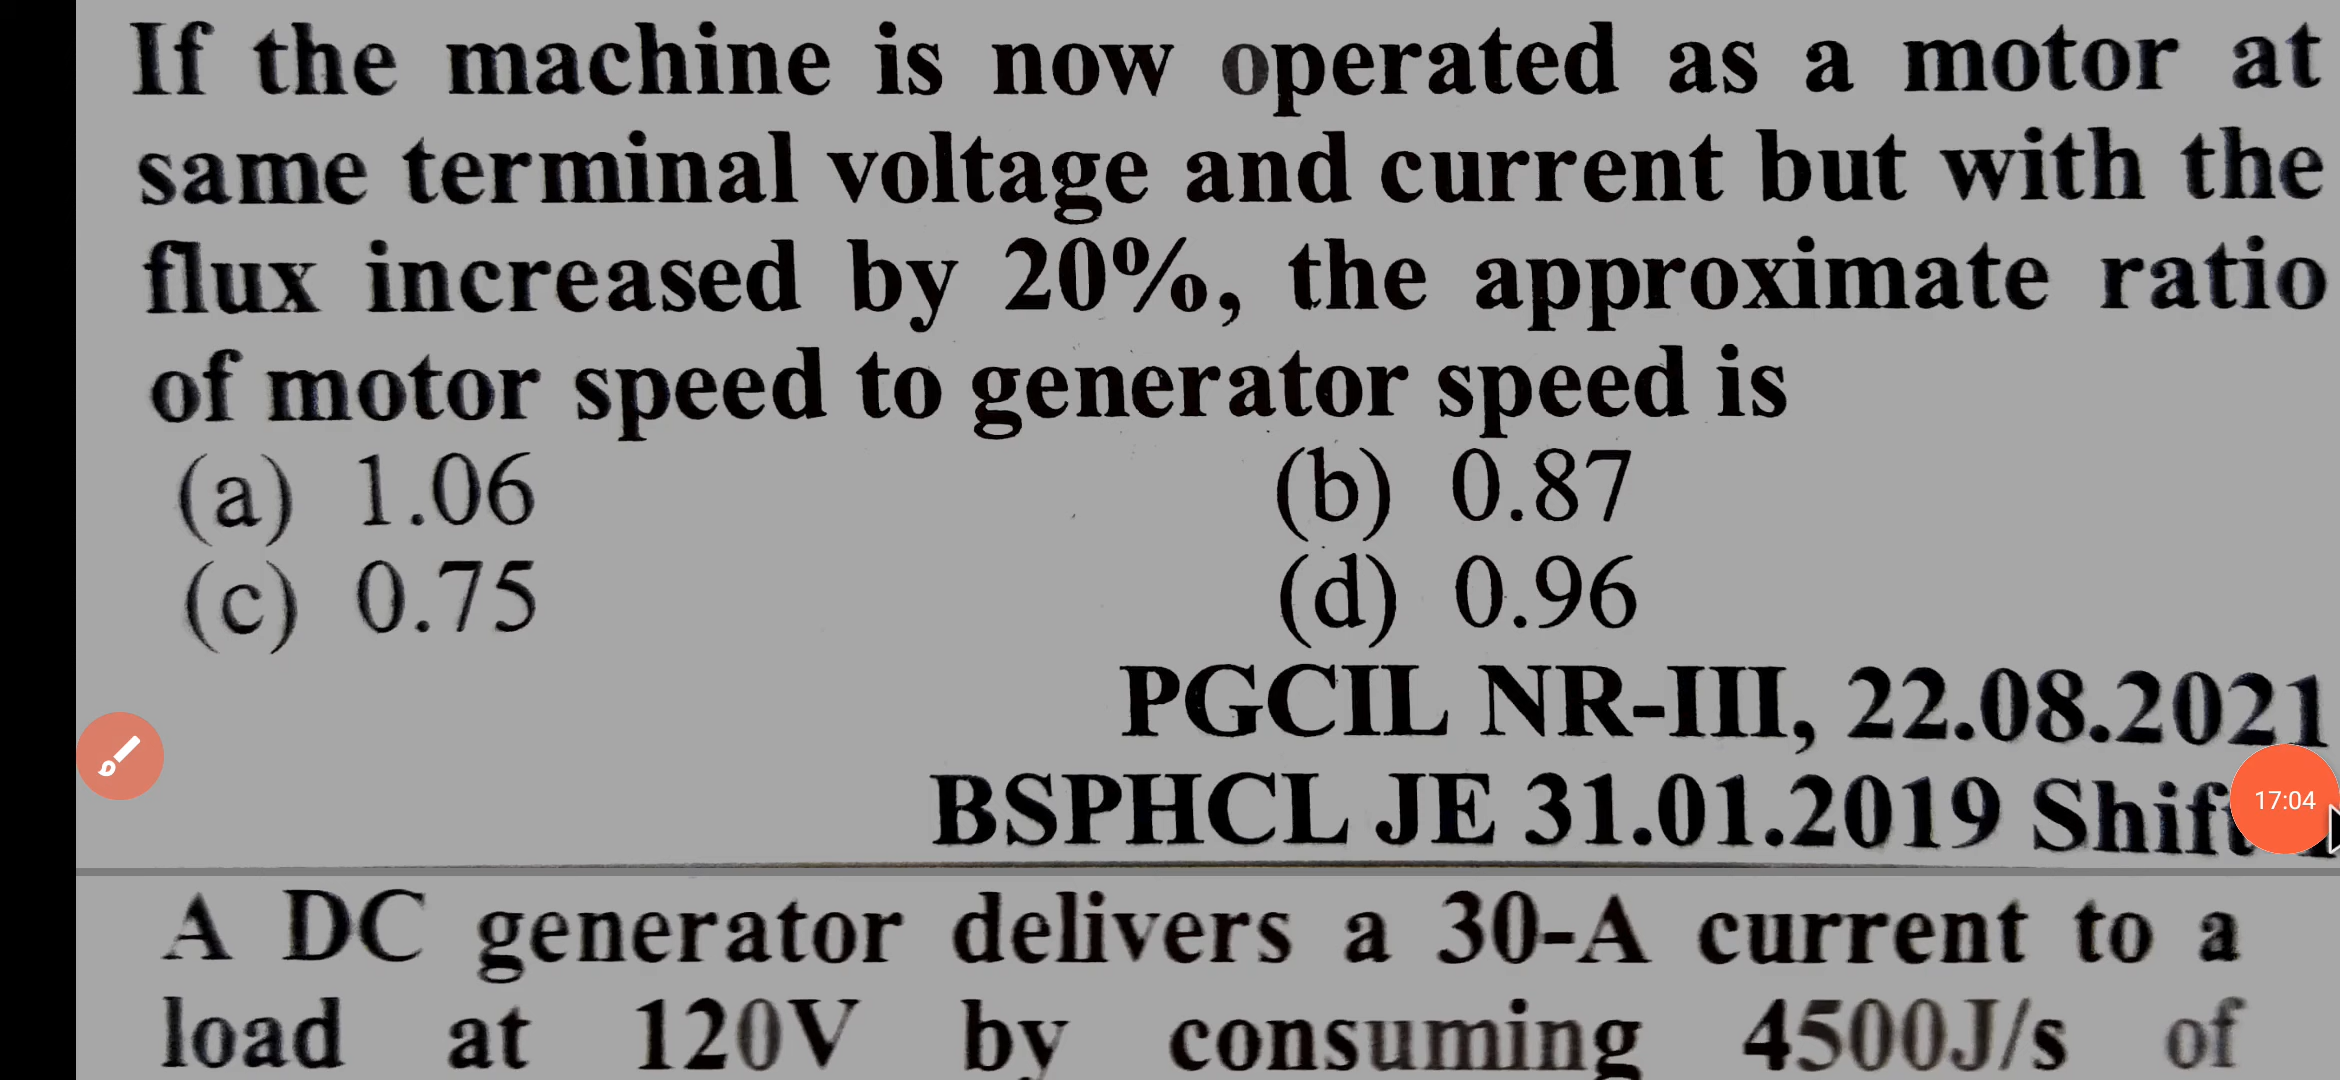 If the machine is now operated as a motor at
same terminal voltage and current but with the
flux increased by 20%, the approximate ratio
of motor speed to generator speed is
(a) 1.06 (b) 0.87
(c) 0.75 (d) 0.96
PGCIL NR-III, 22.08.2021
BSPHCL JE 31.01.2019 Shift
17:04
A DC generator delivers a 30-A current to a
load at 120V by consuming 4500J/s of